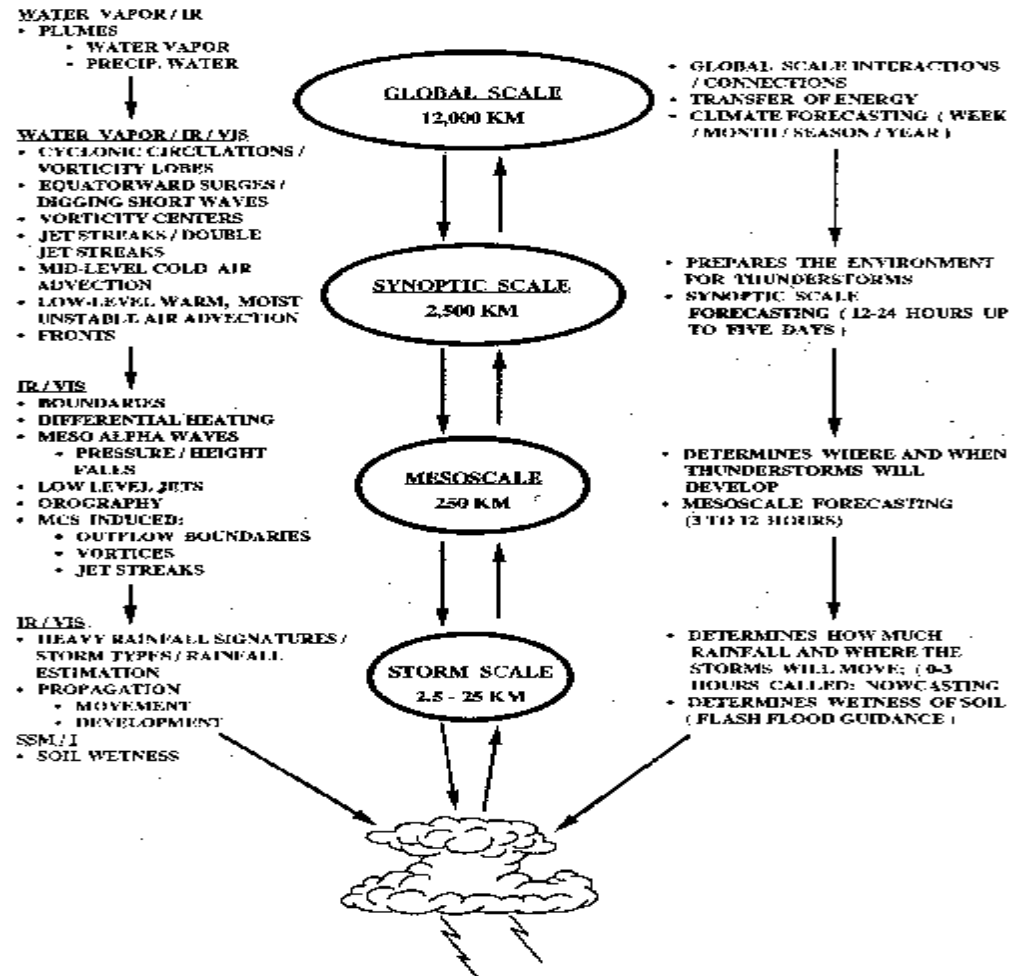 WATER VAPOR / IR
• PLUMES
• WATER VAPOR
• PRECIP. WATER
WATER VAPOR / IR / VIS
• CYCLONIC CIRCULATIONS /
VORTICITY LOBES
• EQUATORWARD SURGES /
DIGGING SHORT WAVES
• VORTICITY CENTERS
• JET STREAKS / DOUBLE
JET STREAKS
• MID-LEVEL COLD AIR
ADVECTION
• LOW-LEVEL WARM, MOIST
UNSTABLE AIR ADVECTION
• FRONTS
IR / VIS
• BOUNDARIES
• DIFFERENTIAL HEATING
• MESO ALPHA WAVES
• PRESSURE / HEIGHT
FALLS
• LOW LEVEL JETS
• OROGRAPHY
• MCS INDUCED:
• OUTFLOW BOUNDARIES
• VORTICES
• JET STREAKS
IR / VIS
• HEAVY RAINFALL SIGNATURES /
STORM TYPES / RAINFALL
ESTIMATION
• PROPAGATION
• MOVEMENT
• DEVELOPMENT
SSM / I
• SOIL WETNESS
GLOBAL SCALE
12,000 KM
SYNOPTIC SCALE
2,500 KM
MESOSCALE
250 KM
STORM SCALE
2.5 - 25 KM
• GLOBAL SCALE INTERACTIONS
/ CONNECTIONS
• TRANSFER OF ENERGY
• CLIMATE FORECASTING ( WEEK
/ MONTH / SEASON / YEAR )
• PREPARES THE ENVIRONMENT
FOR THUNDERSTORMS
• SYNOPTIC SCALE
FORECASTING ( 12-24 HOURS UP
TO FIVE DAYS )
• DETERMINES WHERE AND WHEN
THUNDERSTORMS WILL
DEVELOP
• MESOSCALE FORECASTING
(3 TO 12 HOURS)
• DETERMINES HOW MUCH
RAINFALL AND WHERE THE
STORMS WILL MOVE; ( 0-3
HOURS CALLED: NOWCASTING
• DETERMINES WETNESS OF SOIL
( FLASH FLOOD GUIDANCE )